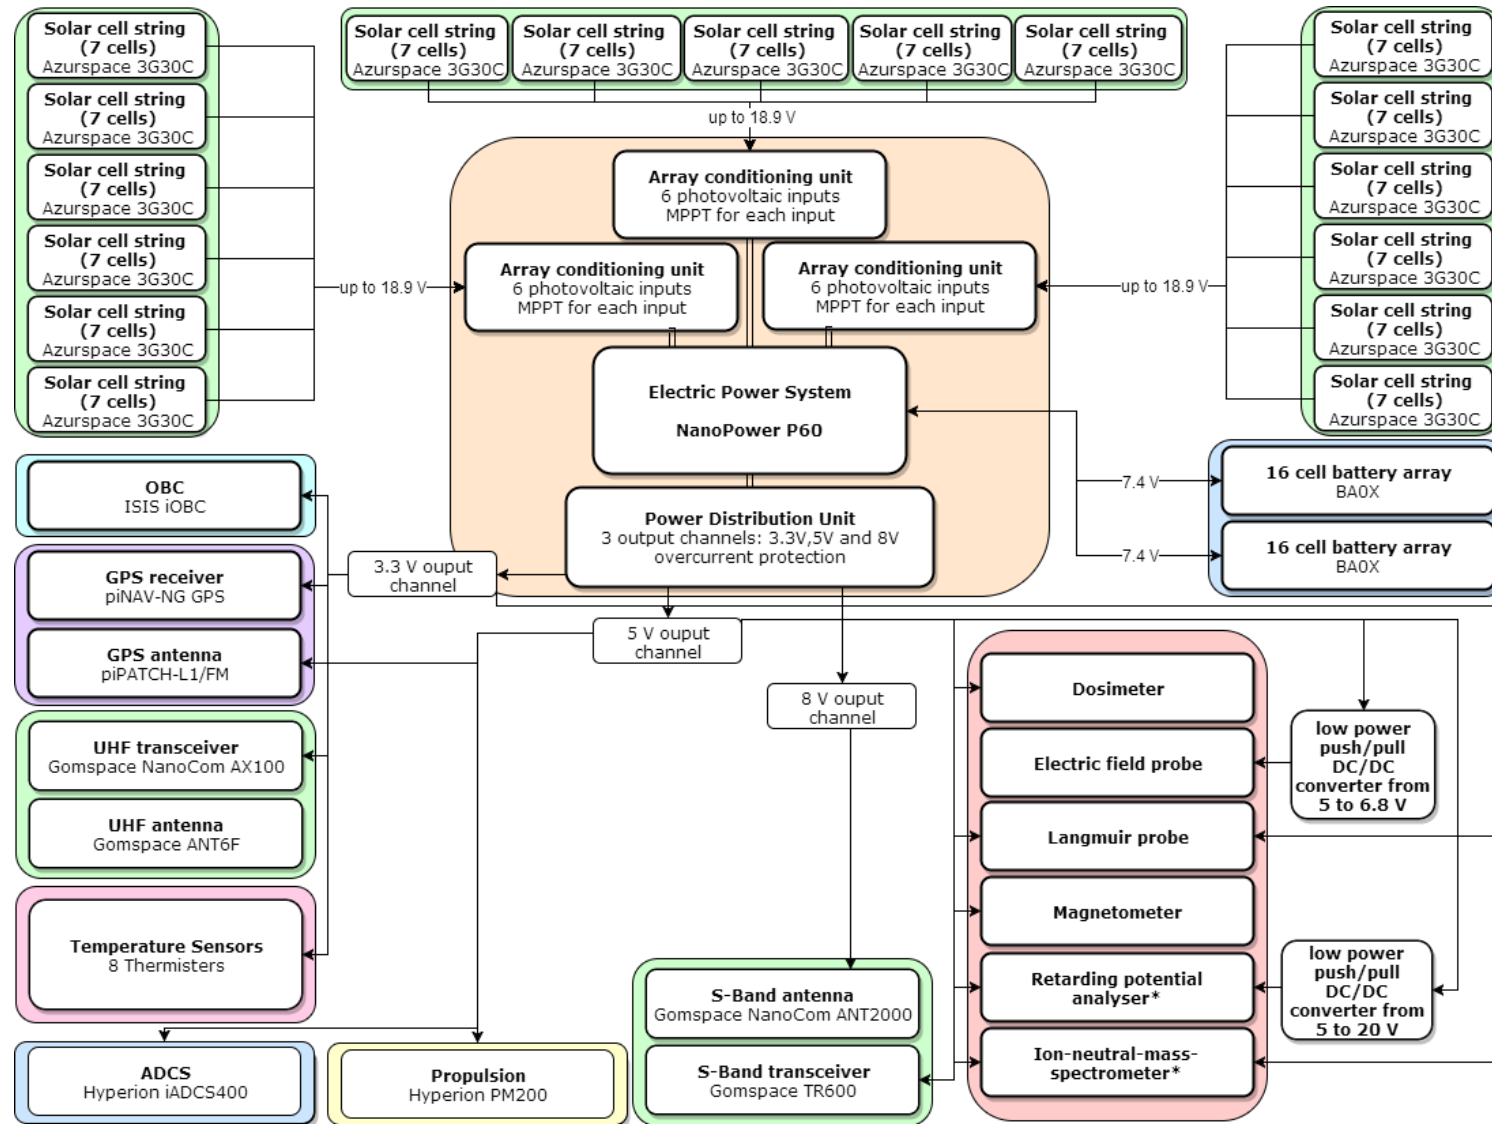 Solar cell string
(7 cells)
Azurspace 3G30C
Solar cell string
(7 cells)
Azurspace 3G30C
Solar cell string
(7 cells)
Azurspace 3G30C
Solar cell string
(7 cells)
Azurspace 3G30C
Solar cell string
(7 cells)
Azurspace 3G30C
Solar cell string
(7 cells)
Azurspace 3G30C
Solar cell string
(7 cells)
Azurspace 3G30C
Solar cell string
(7 cells)
Azurspace 3G30C
Solar cell string
(7 cells)
Azurspace 3G30C
Solar cell string
(7 cells)
Azurspace 3G30C
Solar cell string
(7 cells)
Azurspace 3G30C
Solar cell string
(7 cells)
Azurspace 3G30C
Solar cell string
(7 cells)
Azurspace 3G30C
Solar cell string
(7 cells)
Azurspace 3G30C
Solar cell string
(7 cells)
Azurspace 3G30C
Solar cell string
(7 cells)
Azurspace 3G30C
Solar cell string
(7 cells)
Azurspace 3G30C
up to 18.9 V
up to 18.9 V
up to 18.9 V
Array conditioning unit
6 photovoltaic inputs
MPPT for each input
Array conditioning unit
6 photovoltaic inputs
MPPT for each input
Array conditioning unit
6 photovoltaic inputs
MPPT for each input
Electric Power System
NanoPower P60
Power Distribution Unit
3 output channels: 3.3V,5V and 8V
overcurrent protection
7.4 V
7.4 V
16 cell battery array
BA0X
16 cell battery array
BA0X
OBC
ISIS iOBC
GPS receiver
piNAV-NG GPS
GPS antenna
piPATCH-L1/FM
UHF transceiver
Gomspace NanoCom AX100
UHF antenna
Gomspace ANT6F
Temperature Sensors
8 Thermisters
ADCS
Hyperion iADCS400
Propulsion
Hyperion PM200
3.3 V ouput
channel
5 V ouput
channel
8 V ouput
channel
S-Band antenna
Gomspace NanoCom ANT2000
S-Band transceiver
Gomspace TR600
Dosimeter
Electric field probe
Langmuir probe
Magnetometer
Retarding potential
analyser*
Ion-neutral-mass-
spectrometer*
low power
push/pull
DC/DC
converter from
5 to 6.8 V
low power
push/pull
DC/DC
converter from
5 to 20 V